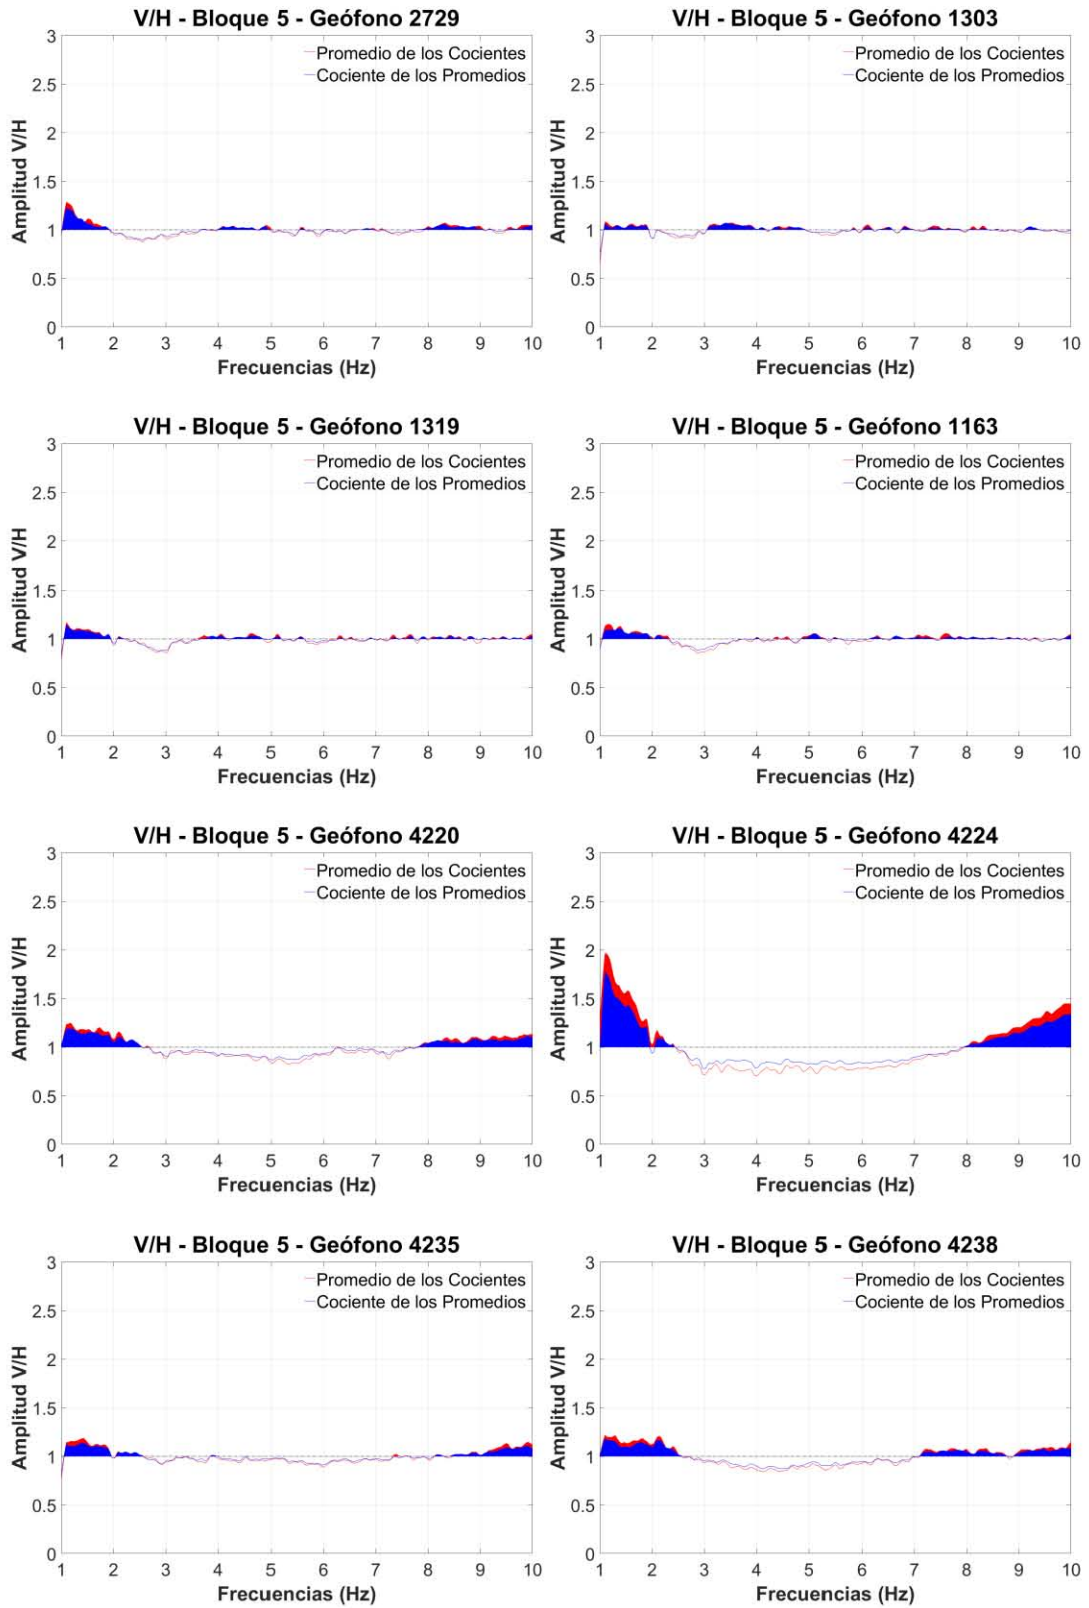 V/H - Bloque 5 - Geófono 2729
3
2.5
2
1.5
1
0.5
0
Amplitud V/H
Promedio de los Cocientes
Cociente de los Promedios
1 2 3 4 5 6 7 8 9 10
Frecuencias (Hz)
V/H - Bloque 5 - Geófono 1303
3
2.5
2
1.5
1
0.5
0
Amplitud V/H
Promedio de los Cocientes
Cociente de los Promedios
1 2 3 4 5 6 7 8 9 10
Frecuencias (Hz)
V/H - Bloque 5 - Geófono 1319
3
2.5
2
1.5
1
0.5
0
Amplitud V/H
Promedio de los Cocientes
Cociente de los Promedios
1 2 3 4 5 6 7 8 9 10
Frecuencias (Hz)
V/H - Bloque 5 - Geófono 1163
3
2.5
2
1.5
1
0.5
0
Amplitud V/H
Promedio de los Cocientes
Cociente de los Promedios
1 2 3 4 5 6 7 8 9 10
Frecuencias (Hz)
V/H - Bloque 5 - Geófono 4220
3
2.5
2
1.5
1
0.5
0
Amplitud V/H
Promedio de los Cocientes
Cociente de los Promedios
1 2 3 4 5 6 7 8 9 10
Frecuencias (Hz)
V/H - Bloque 5 - Geófono 4224
3
2.5
2
1.5
1
0.5
0
Amplitud V/H
Promedio de los Cocientes
Cociente de los Promedios
1 2 3 4 5 6 7 8 9 10
Frecuencias (Hz)
V/H - Bloque 5 - Geófono 4235
3
2.5
2
1.5
1
0.5
0
Amplitud V/H
Promedio de los Cocientes
Cociente de los Promedios
1 2 3 4 5 6 7 8 9 10
Frecuencias (Hz)
V/H - Bloque 5 - Geófono 4238
3
2.5
2
1.5
1
0.5
0
Amplitud V/H
Promedio de los Cocientes
Cociente de los Promedios
1 2 3 4 5 6 7 8 9 10
Frecuencias (Hz)